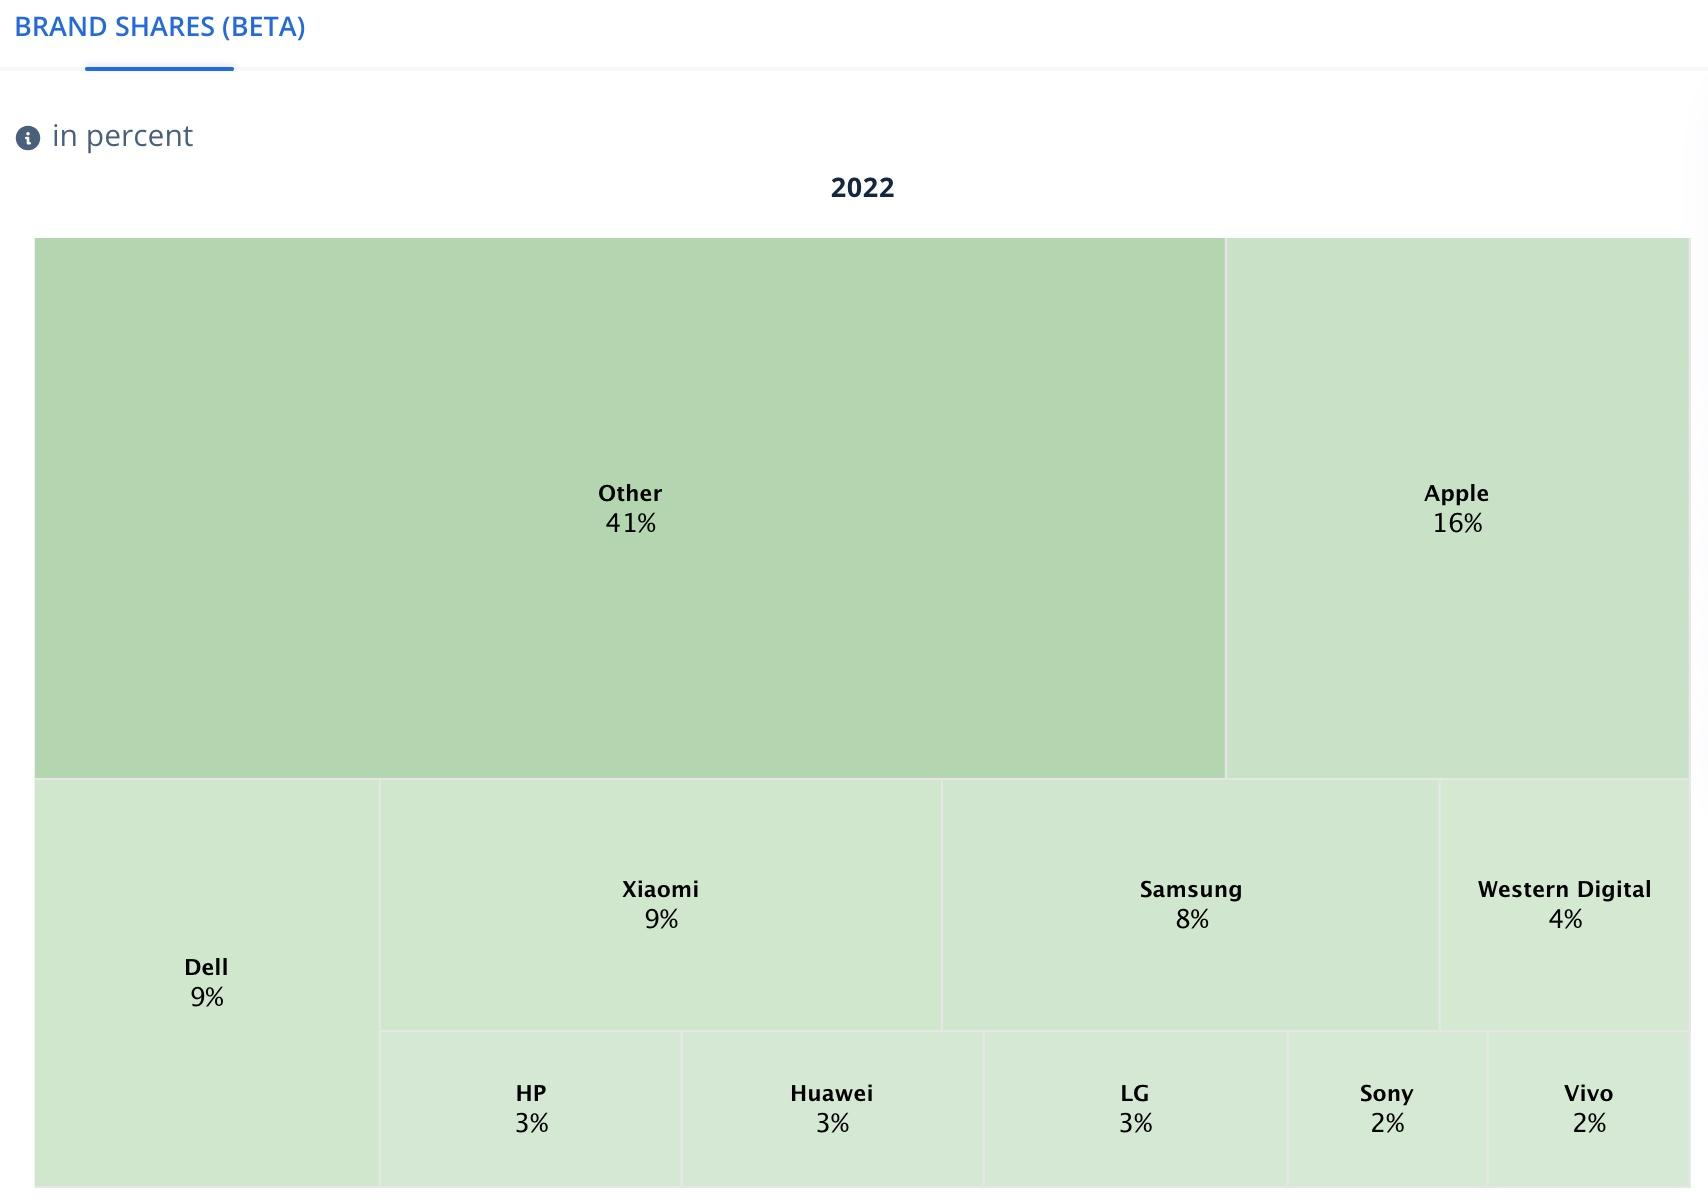 BRAND SHARES (BETA)
in percent
2022
Other
41%
Apple
16%
Dell
9%
Xiaomi
9%
Samsung
8%
Western Digital
4%
HP
3%
Huawei
3%
LG
3%
Sony
2%
Vivo
2%